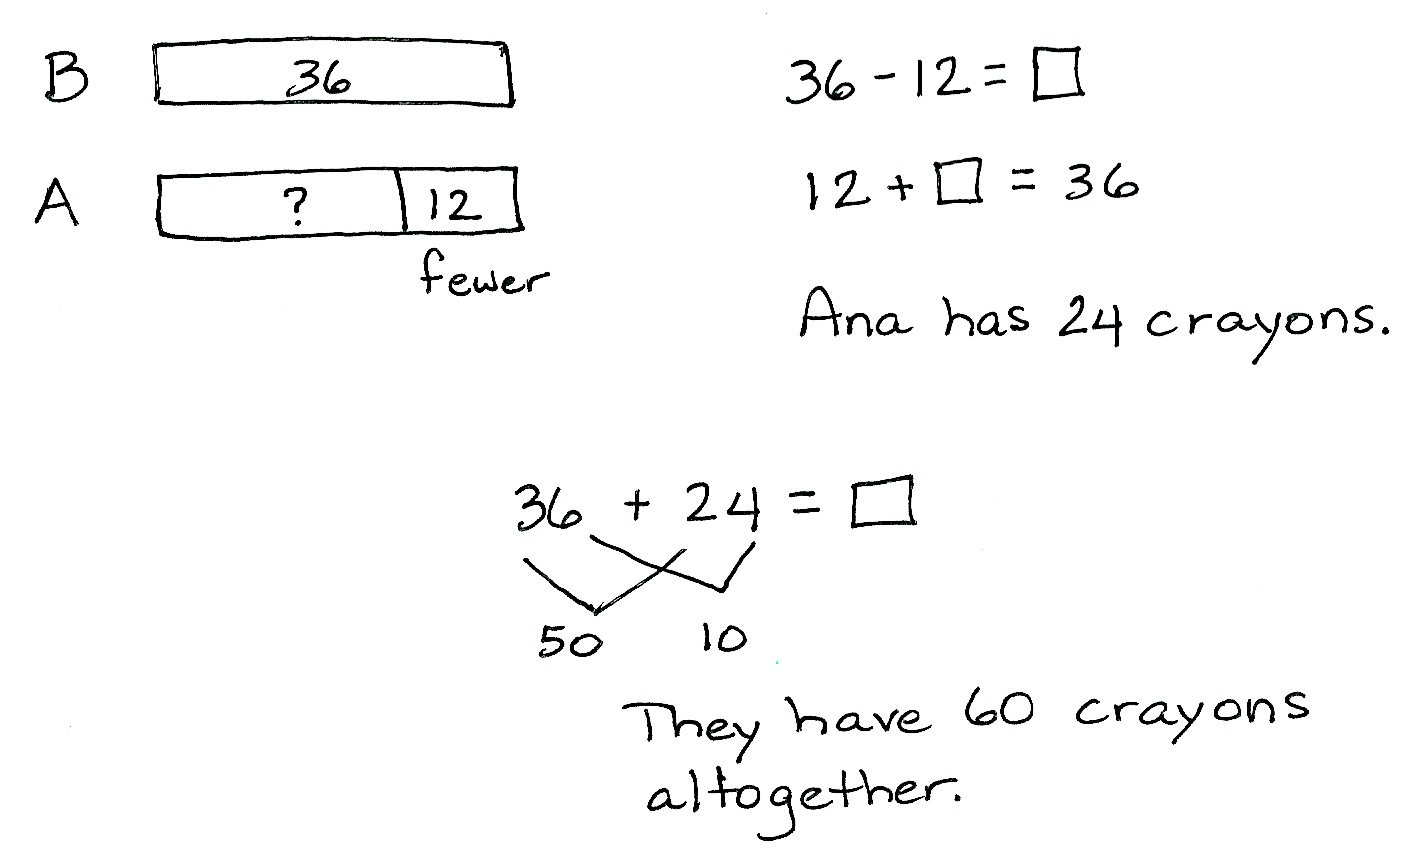 B 36
36 - 12 = □
A ? 12
fewer
12 + □ = 36
Ana has 24 crayons.
36 + 24 = □
50 10
They have 60 crayons
altogether.